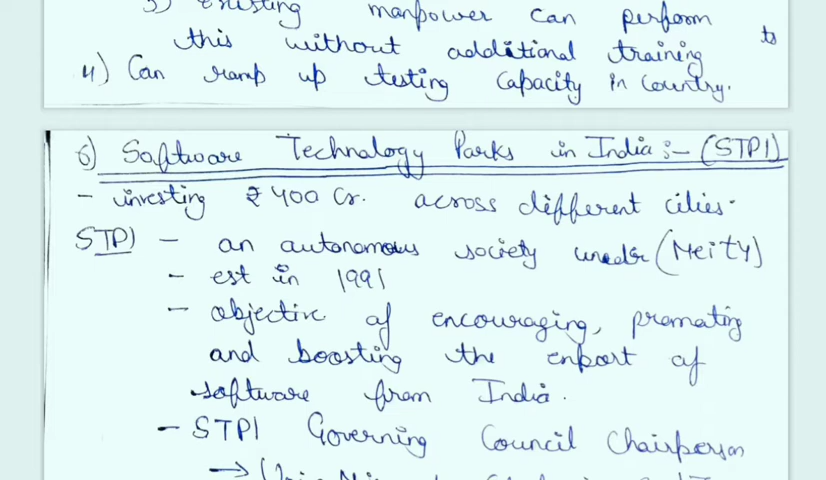 3) existing manpower can perform
this without additional training
4) Can ramp up testing capacity in Country.
6) Software Technology Parks in India :- (STPI)
- investing ₹400 Cr. across different cities.
STPI - an autonomous society under (MeitY)
- est in 1991
- objective of encouraging, promoting
and boosting the export of
software from India.
- STPI Governing Council Chairperson